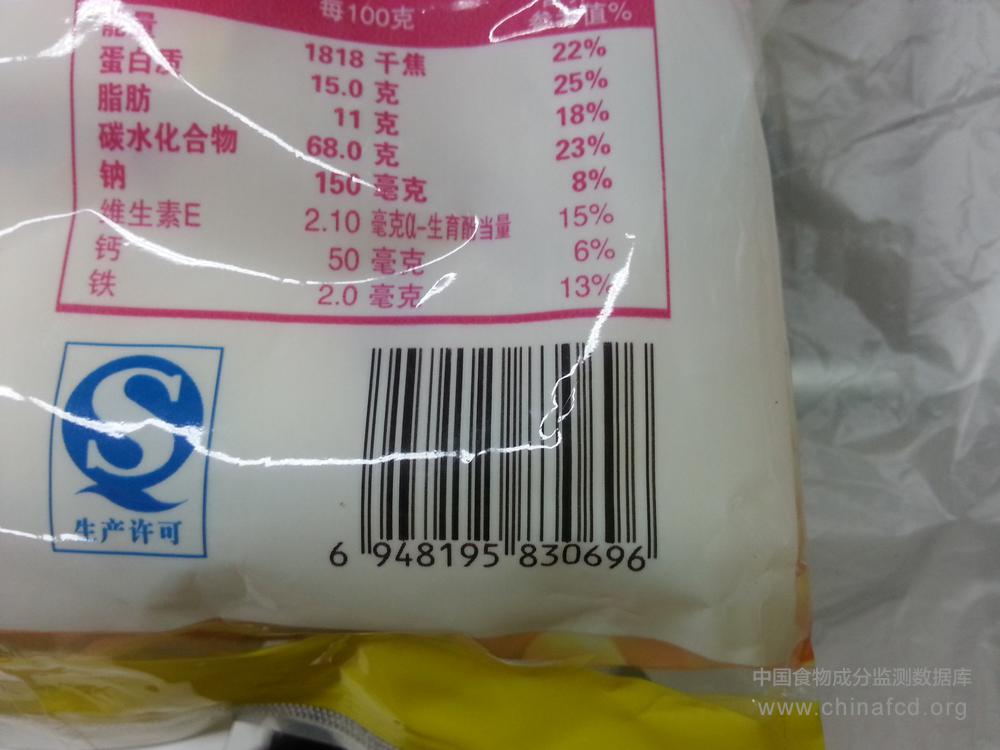 每100克 值%
能量 1818 千焦 22%
蛋白质 15.0 克 25%
脂肪 11 克 18%
碳水化合物 68.0 克 23%
钠 150 毫克 8%
维生素E 2.10 毫克α-生育酚当量 15%
钙 50 毫克 6%
铁 2.0 毫克 13%
生产许可
6 948195 830696
中国食物成分监测数据库
www.chinafcd.org